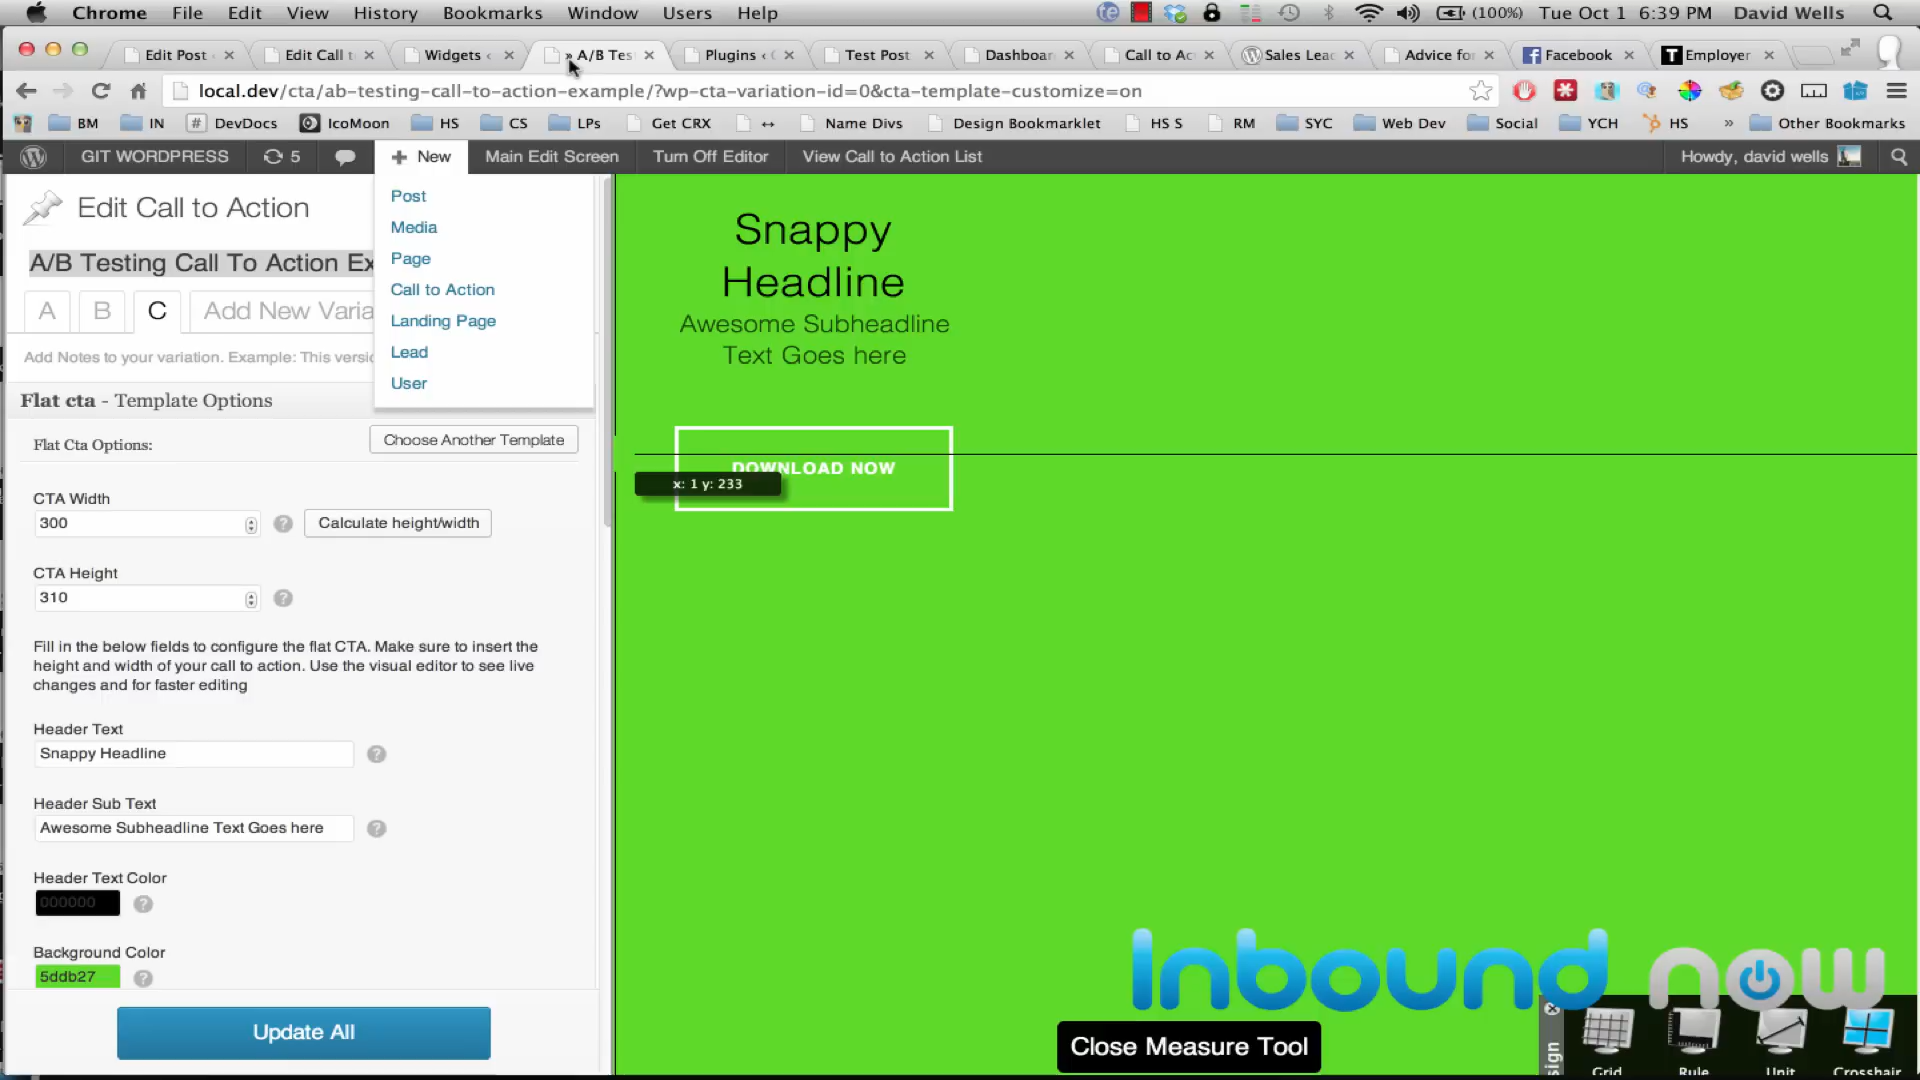 Chrome File Edit View History Bookmarks Window Users Help (100%) Tue Oct 1 6:39 PM David Wells
Edit Post Edit Call t Widgets ‹ » A/B Tes Plugins ‹ Test Post Dashboar Call to Ac Sales Lea Advice for Facebook Employer
local.dev/cta/ab-testing-call-to-action-example/?wp-cta-variation-id=0&cta-template-customize=on
BM IN # DevDocs IcoMoon HS CS LPs Get CRX ↔ Name Divs Design Bookmarklet HS S RM SYC Web Dev Social YCH HS » Other Bookmarks
GIT WORDPRESS 5 + New Main Edit Screen Turn Off Editor View Call to Action List Howdy, david wells
Post
Media
Page
Call to Action
Landing Page
Lead
User
Edit Call to Action
A/B Testing Call To Action Ex
A B C Add New Varia
Add Notes to your variation. Example: This versi
Flat cta - Template Options
Flat Cta Options: Choose Another Template
CTA Width
300 ? Calculate height/width
CTA Height
310 ?
Fill in the below fields to configure the flat CTA. Make sure to insert the
height and width of your call to action. Use the visual editor to see live
changes and for faster editing
Header Text
Snappy Headline ?
Header Sub Text
Awesome Subheadline Text Goes here ?
Header Text Color
000000 ?
Background Color
5ddb27 ?
Update All
Snappy
Headline
Awesome Subheadline
Text Goes here
DOWNLOAD NOW
x: 1 y: 233
Inbound now
Close Measure Tool
sign
Grid Rule Unit Crosshair